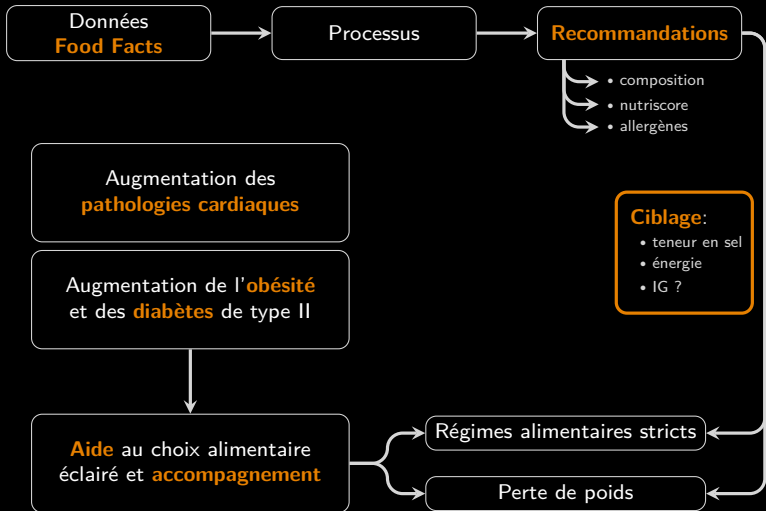 Données
Food Facts
Processus
Recommandations
• composition
• nutriscore
• allergènes
Augmentation des
pathologies cardiaques
Ciblage:
• teneur en sel
• énergie
• IG ?
Augmentation de l'obésité
et des diabètes de type II
Aide au choix alimentaire
éclairé et accompagnement
Régimes alimentaires stricts
Perte de poids